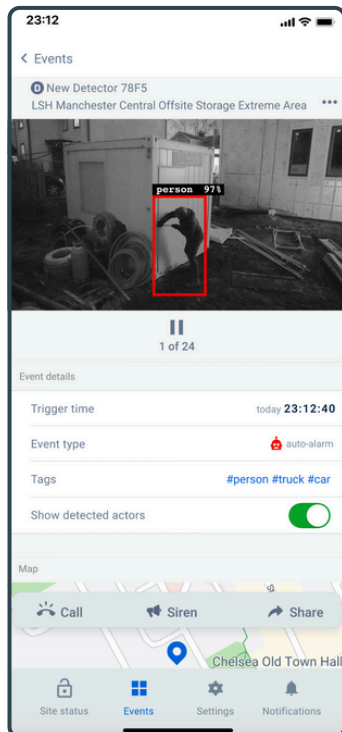 23:12
Events
D New Detector 78F5
LSH Manchester Central Offsite Storage Extreme Area
person 97%
1 of 24
Event details
Trigger time today 23:12:40
Event type auto-alarm
Tags #person #truck #car
Show detected actors
Map
Call Siren Share
Chelsea Old Town Hall
Site status Events Settings Notifications